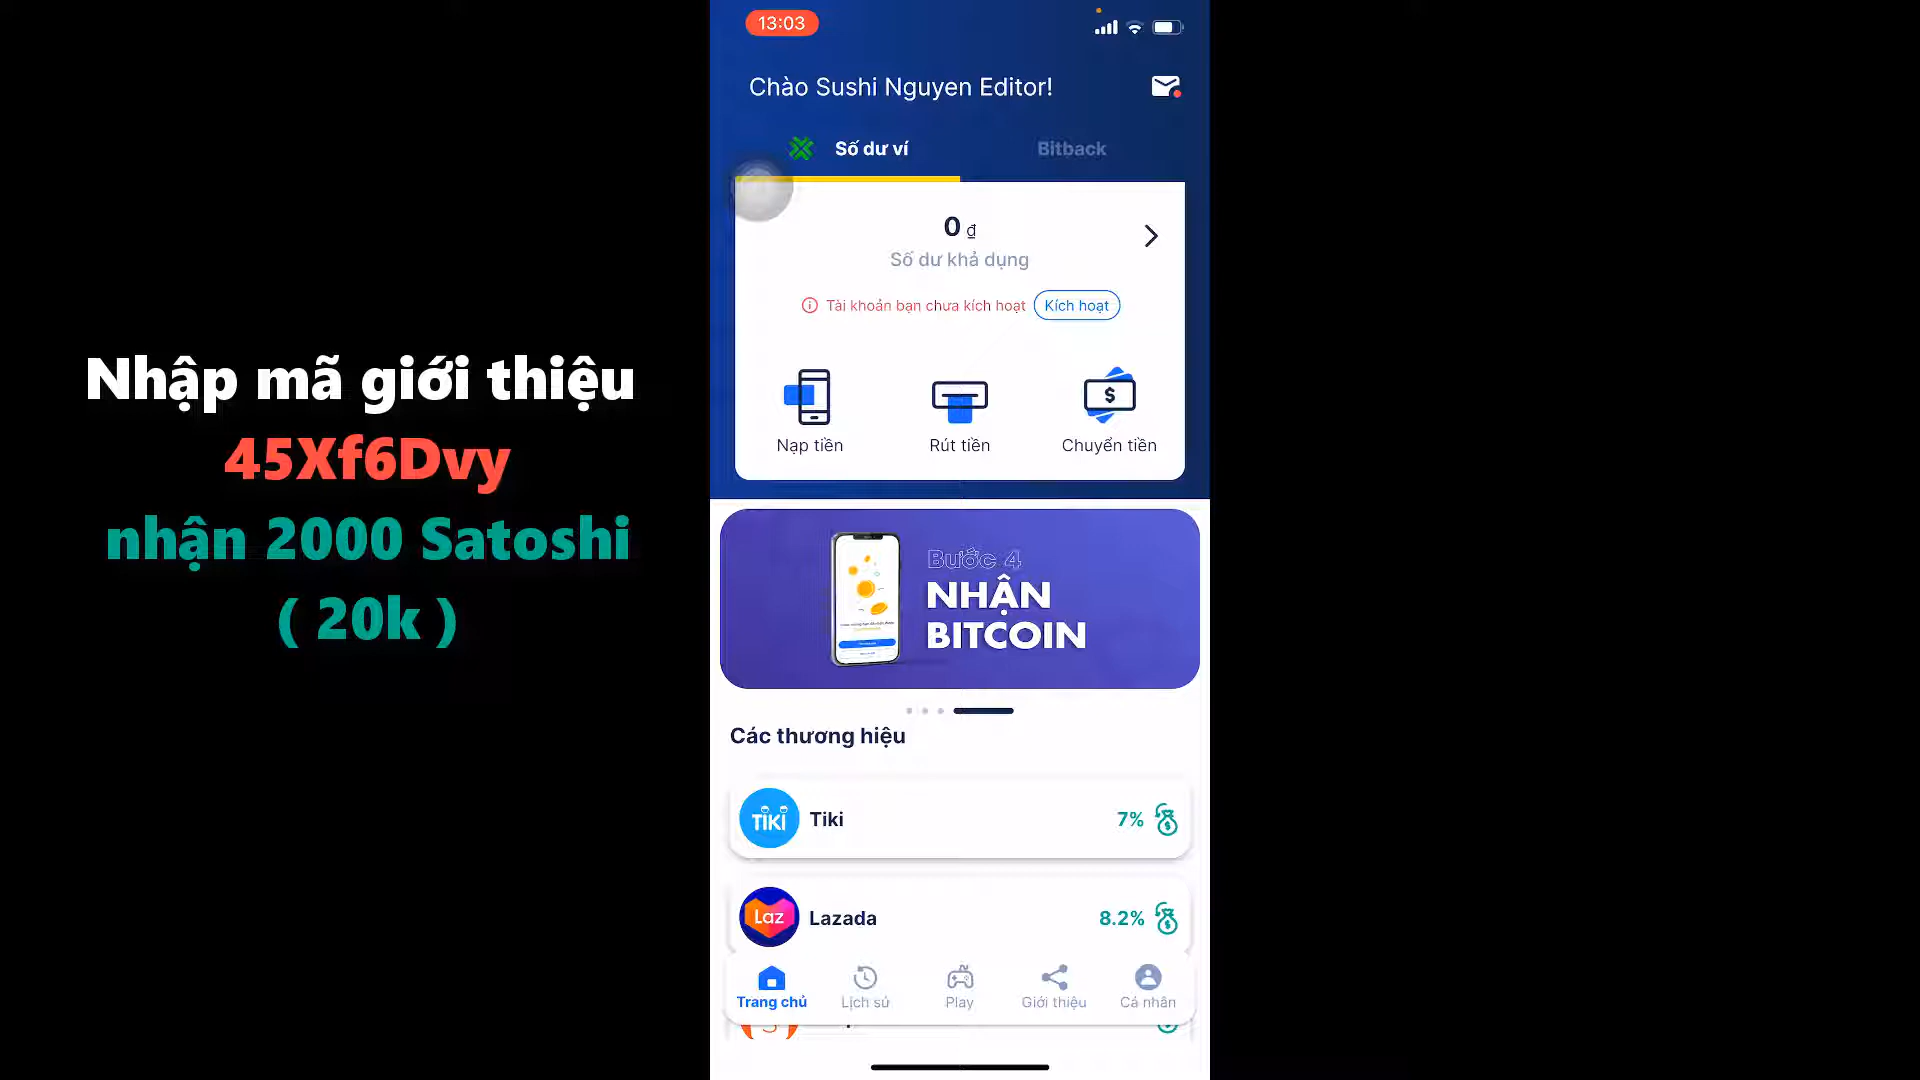 Nhập mã giới thiệu
45Xf6Dvy
nhận 2000 Satoshi
( 20k )
13:03
Chào Sushi Nguyen Editor!
Số dư ví
Bitback
0 ₫
Số dư khả dụng
Tài khoản bạn chưa kích hoạt
Kích hoạt
Nạp tiền
Rút tiền
Chuyển tiền
Bước 4
NHẬN
BITCOIN
Các thương hiệu
TIKI
Tiki
7%
Laz
Lazada
8.2%
Trang chủ
Lịch sử
Play
Giới thiệu
Cá nhân